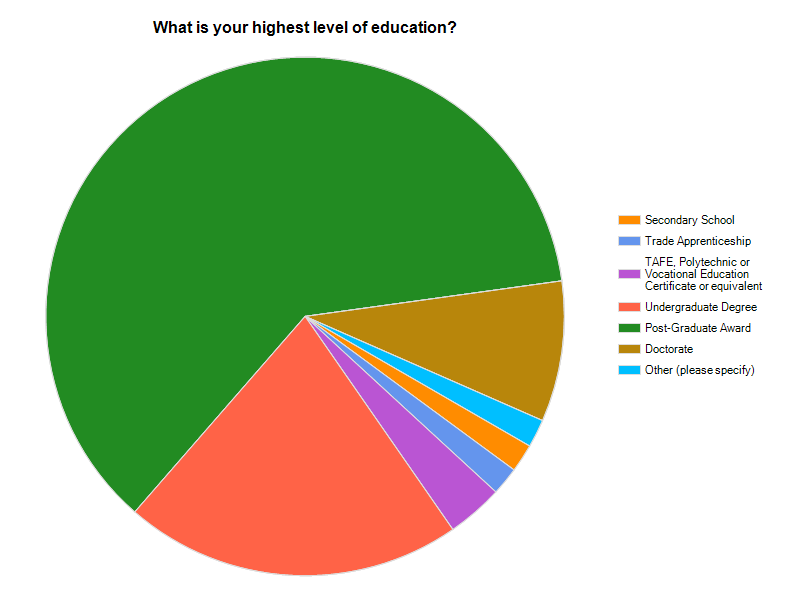 What is your highest level of education?
Secondary School
Trade Apprenticeship
TAFE, Polytechnic or
Vocational Education
Certificate or equivalent
Undergraduate Degree
Post-Graduate Award
Doctorate
Other (please specify)